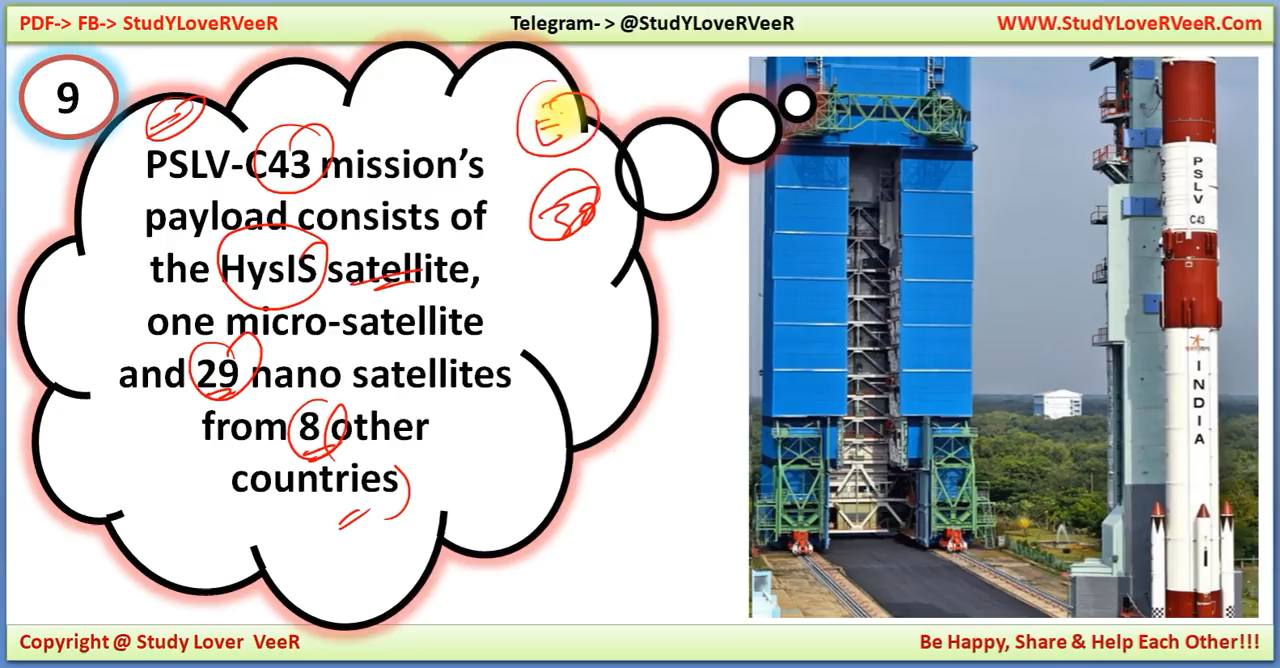 PDF-> FB-> StudYLoveRVeeR
Telegram- > @StudYLoveRVeeR
WWW.StudYLoveRVeeR.Com
9
PSLV-C43 mission’s
payload consists of
the HysIS satellite,
one micro-satellite
and 29 nano satellites
from 8 other
countries
30
PSLV
C43
INDIA
Copyright @ Study Lover VeeR
Be Happy, Share & Help Each Other!!!